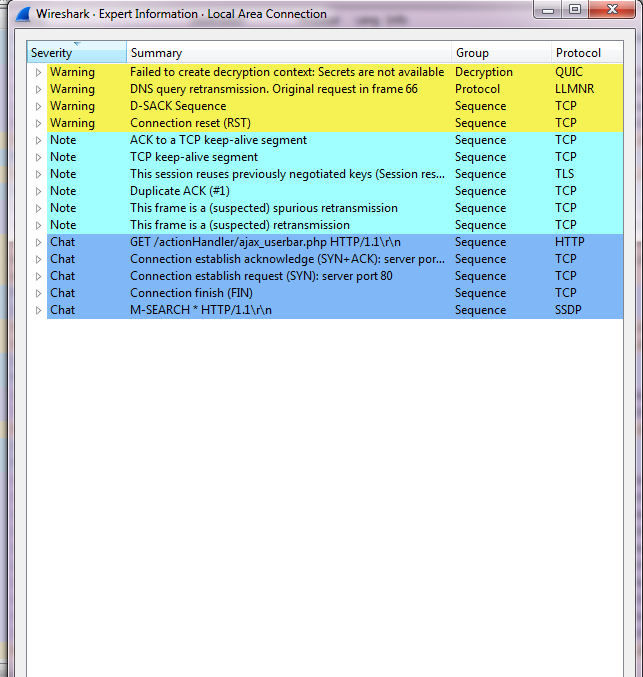 Wireshark · Expert Information · Local Area Connection
Severity Summary Group Protocol
Warning Failed to create decryption context: Secrets are not available Decryption QUIC
Warning DNS query retransmission. Original request in frame 66 Protocol LLMNR
Warning D-SACK Sequence Sequence TCP
Warning Connection reset (RST) Sequence TCP
Note ACK to a TCP keep-alive segment Sequence TCP
Note TCP keep-alive segment Sequence TCP
Note This session reuses previously negotiated keys (Session res... Sequence TLS
Note Duplicate ACK (#1) Sequence TCP
Note This frame is a (suspected) spurious retransmission Sequence TCP
Note This frame is a (suspected) retransmission Sequence TCP
Chat GET /actionHandler/ajax_userbar.php HTTP/1.1\r\n Sequence HTTP
Chat Connection establish acknowledge (SYN+ACK): server por... Sequence TCP
Chat Connection establish request (SYN): server port 80 Sequence TCP
Chat Connection finish (FIN) Sequence TCP
Chat M-SEARCH * HTTP/1.1\r\n Sequence SSDP